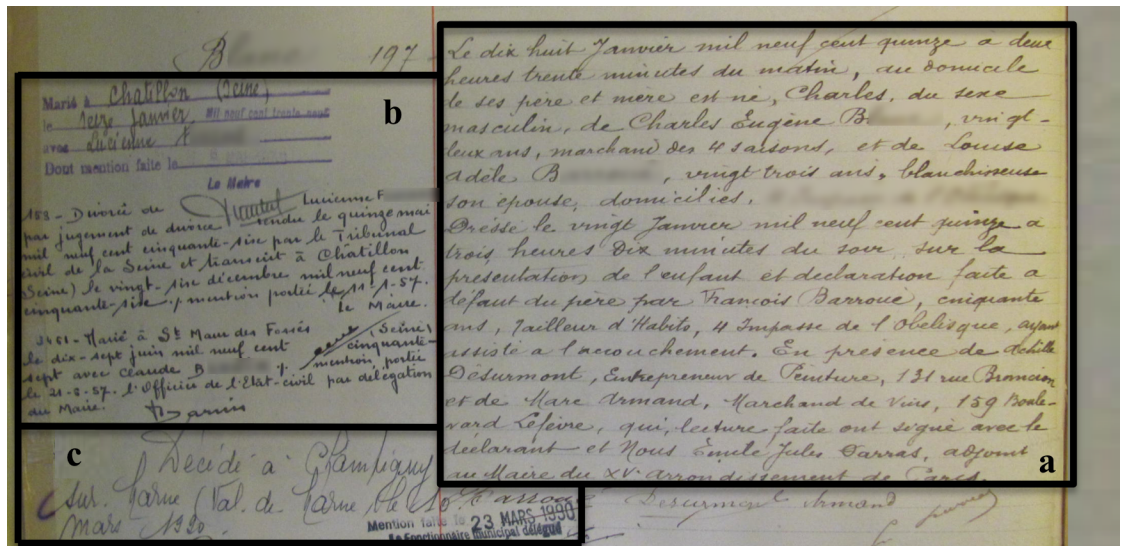 B
197
Marié à Chatillon (Seine)
le Seize Janvier mil neuf cent trente sept
avec Lucienne F
Dont mention faite le
Le Maire
b
158 - Divorcé de Lucienne F
par jugement de divorce rendu le quinze mai
mil neuf cent cinquante-six par le Tribunal
civil de la Seine et transcrit à Chatillon
(Seine) le vingt-six décembre mil neuf cent
cinquante-six ; mention portée le 11-1-57.
le Maire.
3461 - Marié à St Maur des Fossés (Seine)
le dix-sept juin mil neuf cent cinquante-
sept avec Claude B mention portée
le 21-8-57. l'Officier de l'Etat-civil par délégation
du Maire.
c
Décédé à Champigny
sur Marne (Val de Marne) le 10
mars 1990
Mention faite le 23 MARS 1990
Le Fonctionnaire municipal délégué
Le dix huit Janvier mil neuf cent quinze à deux
heures trente minutes du matin, au domicile
de ses père et mère est né, Charles, du sexe
masculin, de Charles Eugène B , vingt-
deux ans, marchand des 4 saisons, et de Louise
Adèle B , vingt trois ans, blanchisseuse
son épouse, domiciliés.
Dressé le vingt Janvier mil neuf cent quinze à
trois heures dix minutes du soir, sur la
présentation de l'enfant et déclaration faite à
défaut du père par François Barroué, cinquante
ans, Tailleur d'Habits, 4 Impasse de l'Obélisque, ayant
assisté à l'accouchement. En présence de Achille
Désurmont, Entrepreneur de Peinture, 131 rue Brancion
et de Marc Armand, Marchand de Vins, 159 Boule-
vard Lefèvre, qui, lecture faite ont signé avec le
déclarant et Nous Emile Jules Darras, adjoint
au Maire du XVe arrondissement de Paris.
a
Barroué
Désurmont Armand